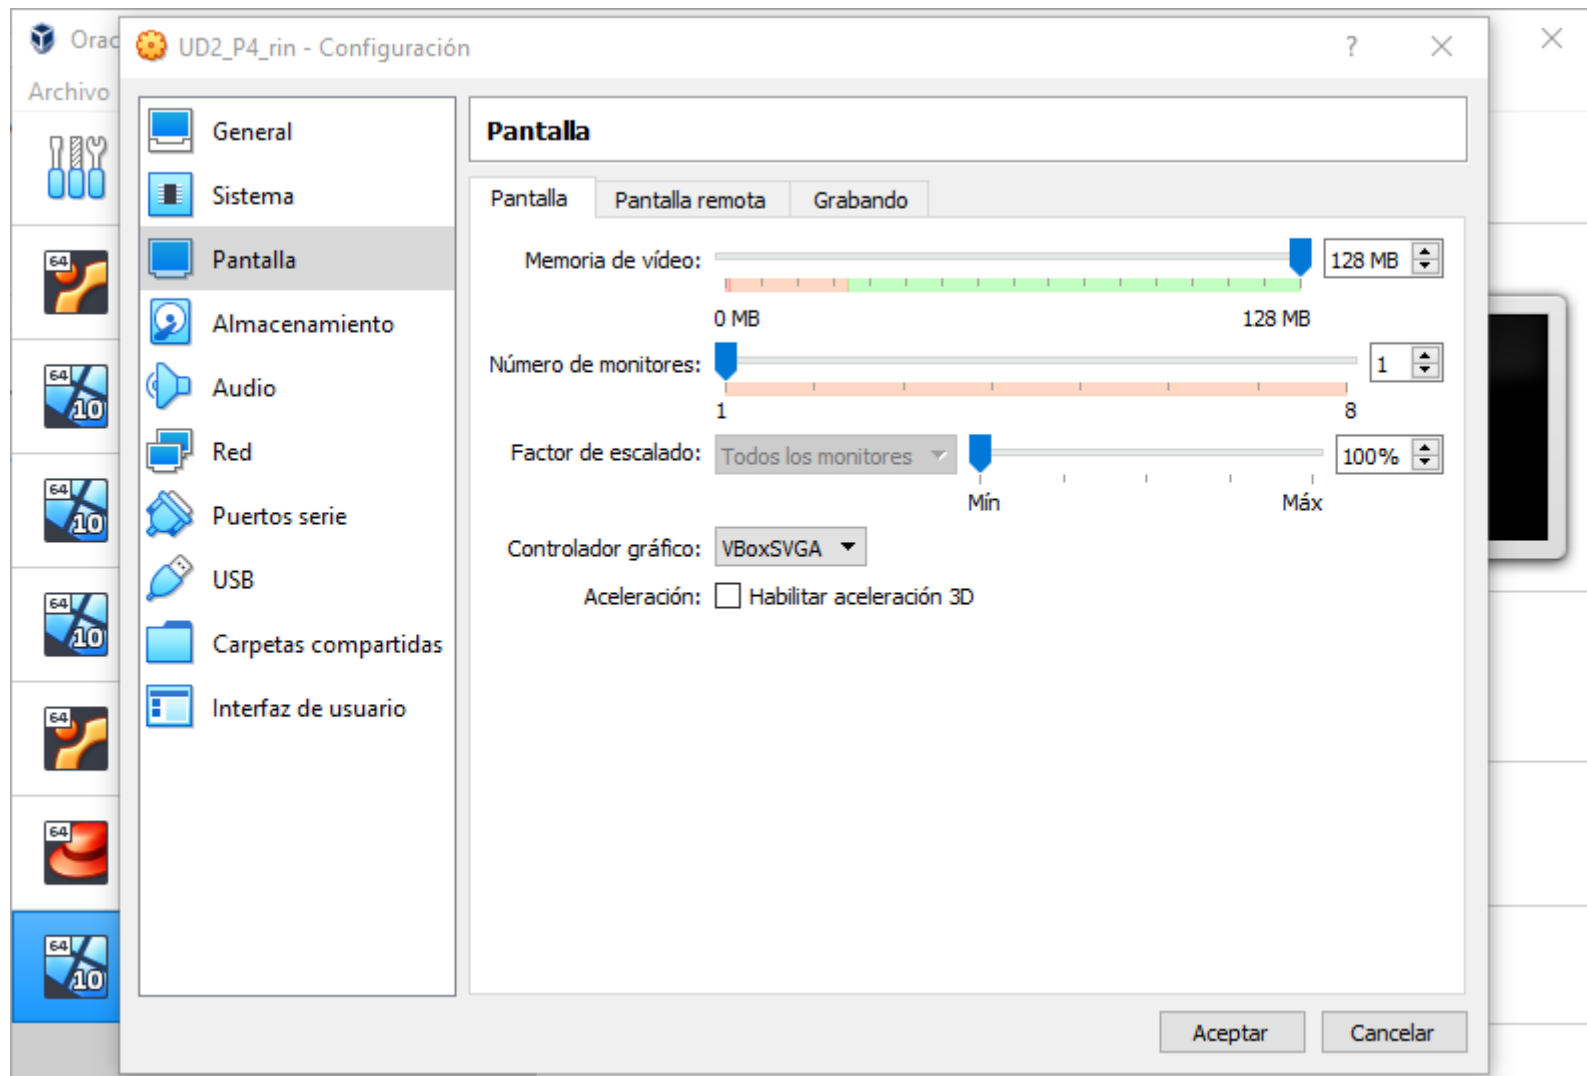 Orac
UD2_P4_rin - Configuración
?
Archivo
General
Sistema
Pantalla
Almacenamiento
Audio
Red
Puertos serie
USB
Carpetas compartidas
Interfaz de usuario
Pantalla
Pantalla Pantalla remota Grabando
Memoria de vídeo: 128 MB
0 MB 128 MB
Número de monitores: 1
1 8
Factor de escalado: Todos los monitores 100%
Mín Máx
Controlador gráfico: VBoxSVGA
Aceleración: Habilitar aceleración 3D
64
64
10
64
10
64
10
64
64
64
10
Aceptar Cancelar